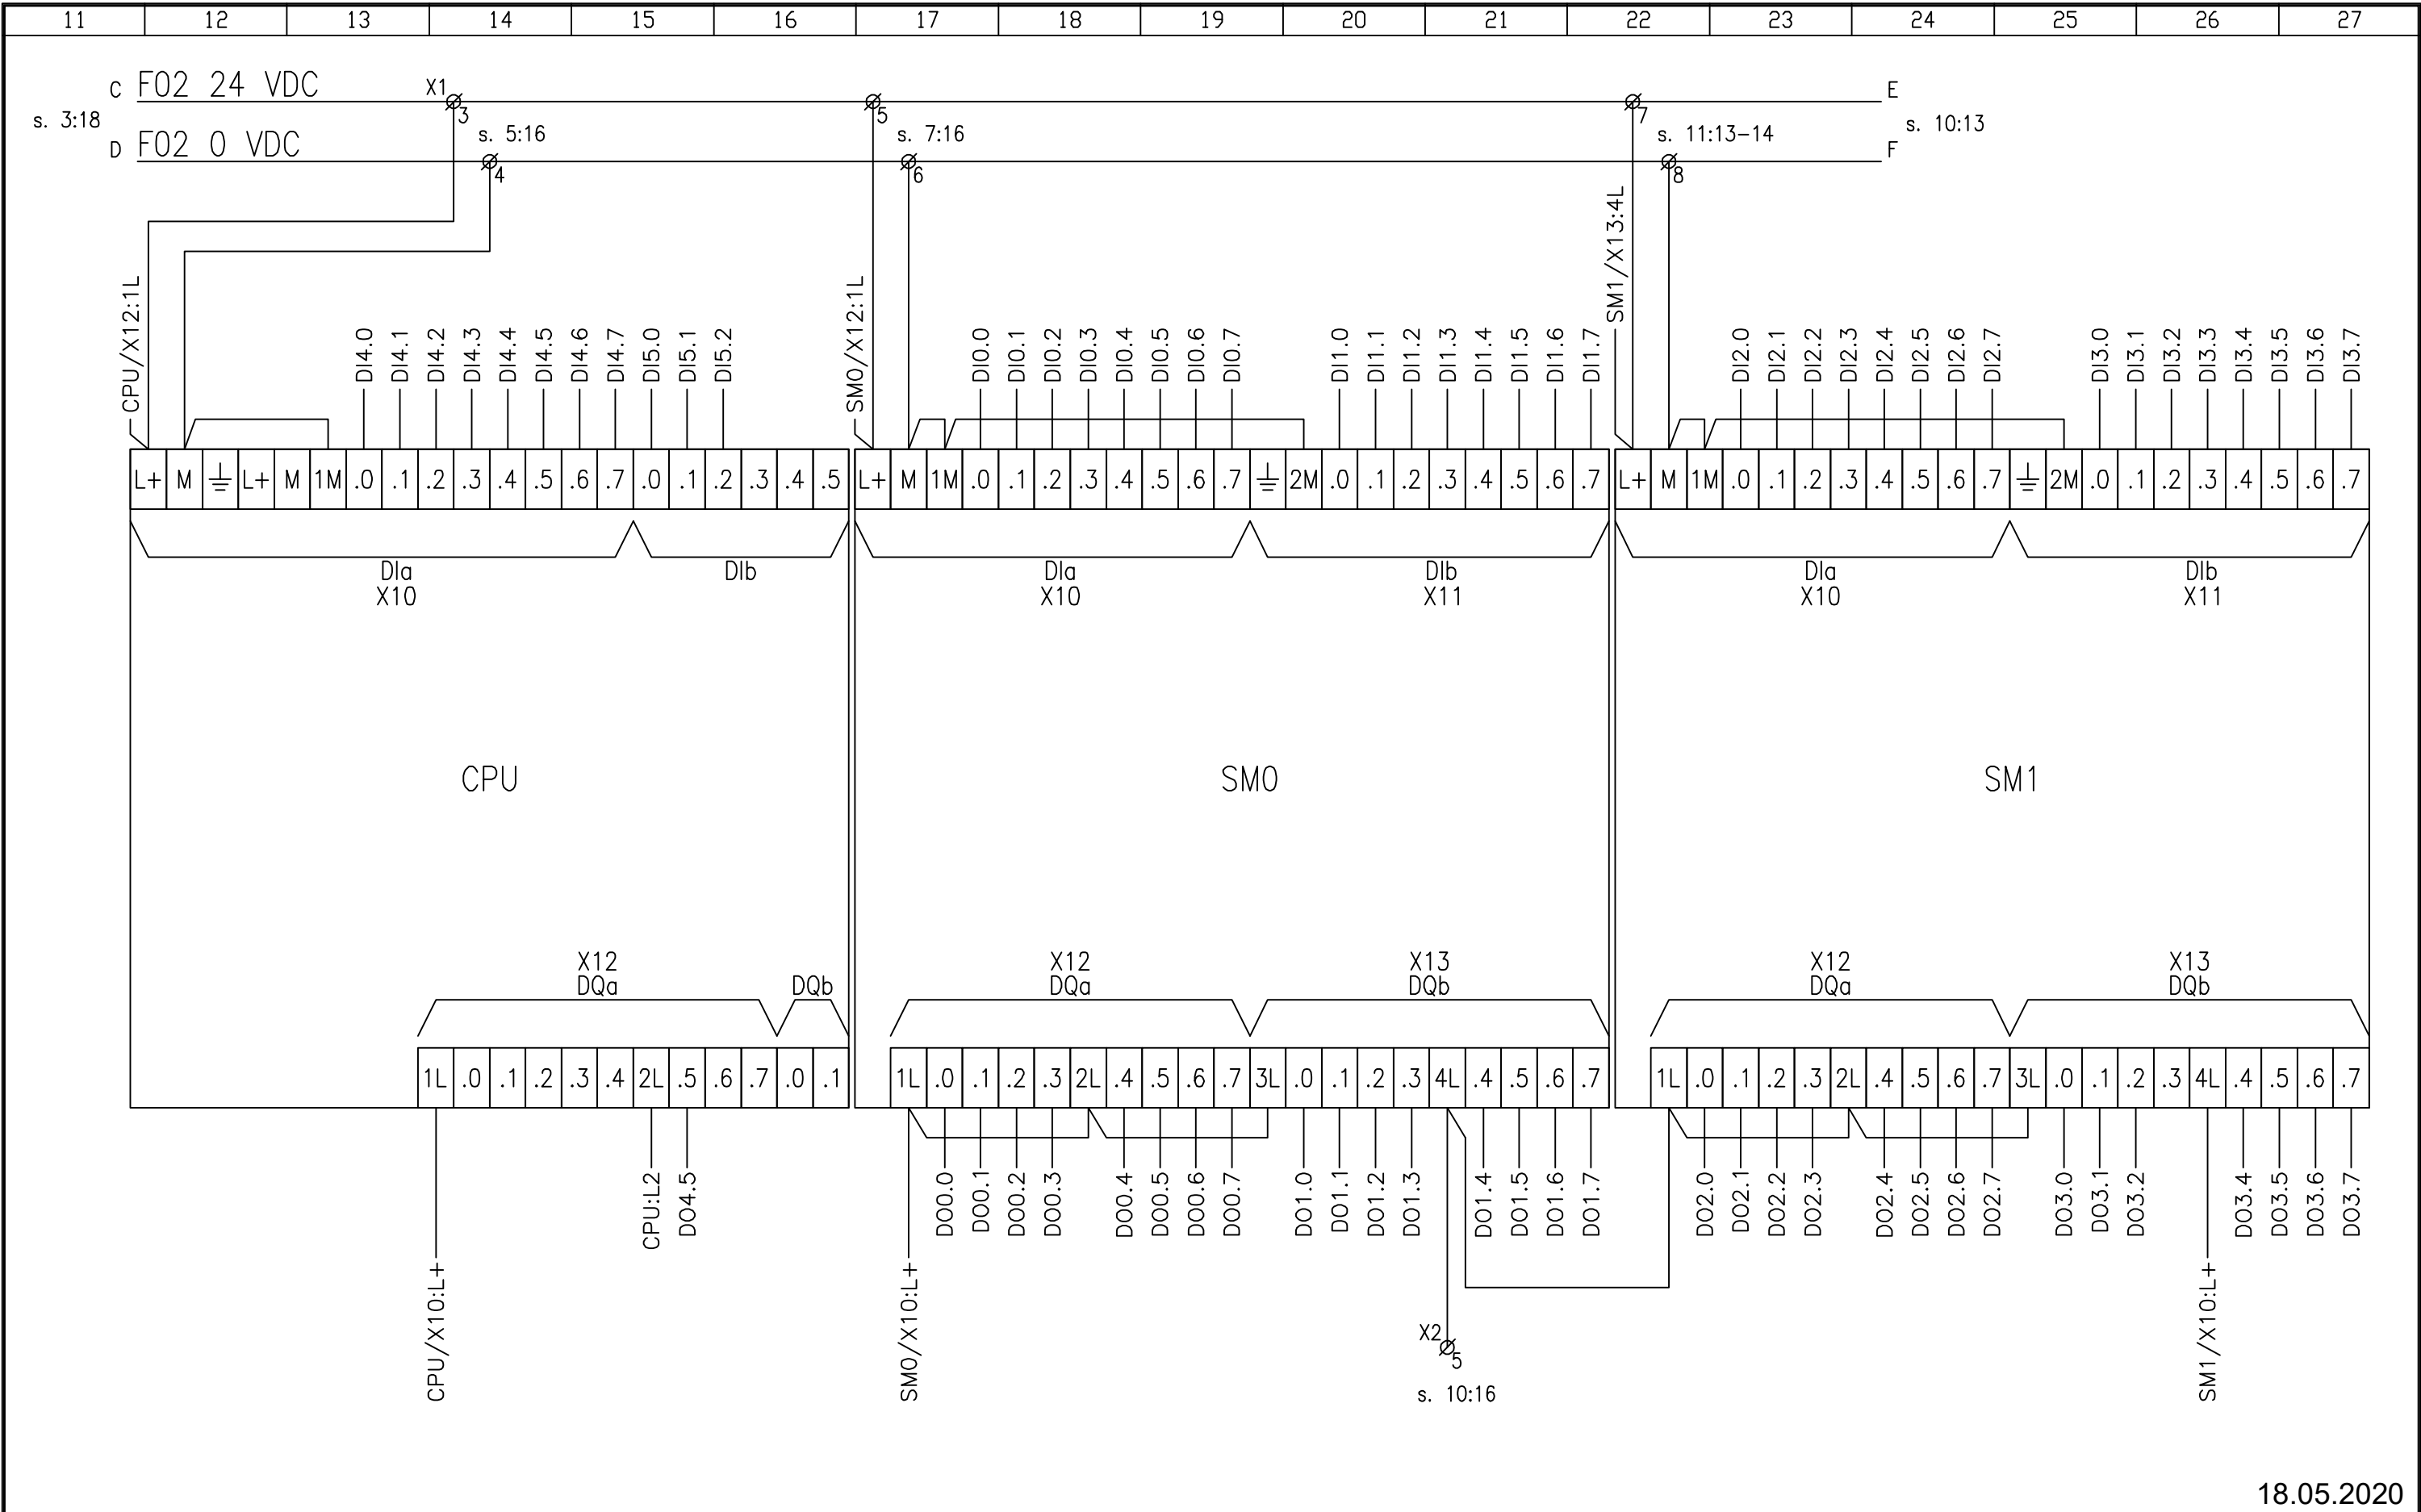 11 12 13 14 15 16 17 18 19 20 21 22 23 24 25 26 27
C F02 24 VDC X1 3 5 7 E
s. 3:18 s. 5:16 s. 7:16 s. 11:13-14 s. 10:13
D F02 0 VDC 4 6 8 F
CPU/X12:1L DI4.0 DI4.1 DI4.2 DI4.3 DI4.4 DI4.5 DI4.6 DI4.7 DI5.0 DI5.1 DI5.2
SM0/X12:1L DI0.0 DI0.1 DI0.2 DI0.3 DI0.4 DI0.5 DI0.6 DI0.7 DI1.0 DI1.1 DI1.2 DI1.3 DI1.4 DI1.5 DI1.6 DI1.7
SM1/X13:4L DI2.0 DI2.1 DI2.2 DI2.3 DI2.4 DI2.5 DI2.6 DI2.7 DI3.0 DI3.1 DI3.2 DI3.3 DI3.4 DI3.5 DI3.6 DI3.7
L+ M L+ M 1M .0 .1 .2 .3 .4 .5 .6 .7 .0 .1 .2 .3 .4 .5
L+ M 1M .0 .1 .2 .3 .4 .5 .6 .7 2M .0 .1 .2 .3 .4 .5 .6 .7
L+ M 1M .0 .1 .2 .3 .4 .5 .6 .7 2M .0 .1 .2 .3 .4 .5 .6 .7
DIa DIb DIa DIb DIa DIb
X10 X10 X11 X10 X11
CPU SM0 SM1
X12 X12 X13 X12 X13
DQa DQb DQa DQb DQa DQb
1L .0 .1 .2 .3 .4 2L .5 .6 .7 .0 .1
1L .0 .1 .2 .3 2L .4 .5 .6 .7 3L .0 .1 .2 .3 4L .4 .5 .6 .7
1L .0 .1 .2 .3 2L .4 .5 .6 .7 3L .0 .1 .2 .3 4L .4 .5 .6 .7
CPU/X10:L+ CPU:L2 DO4.5
SM0/X10:L+ DO0.0 DO0.1 DO0.2 DO0.3 DO0.4 DO0.5 DO0.6 DO0.7 DO1.0 DO1.1 DO1.2 DO1.3 DO1.4 DO1.5 DO1.6 DO1.7
DO2.0 DO2.1 DO2.2 DO2.3 DO2.4 DO2.5 DO2.6 DO2.7 DO3.0 DO3.1 DO3.2 SM1/X10:L+ DO3.4 DO3.5 DO3.6 DO3.7
X2 5
s. 10:16
18.05.2020